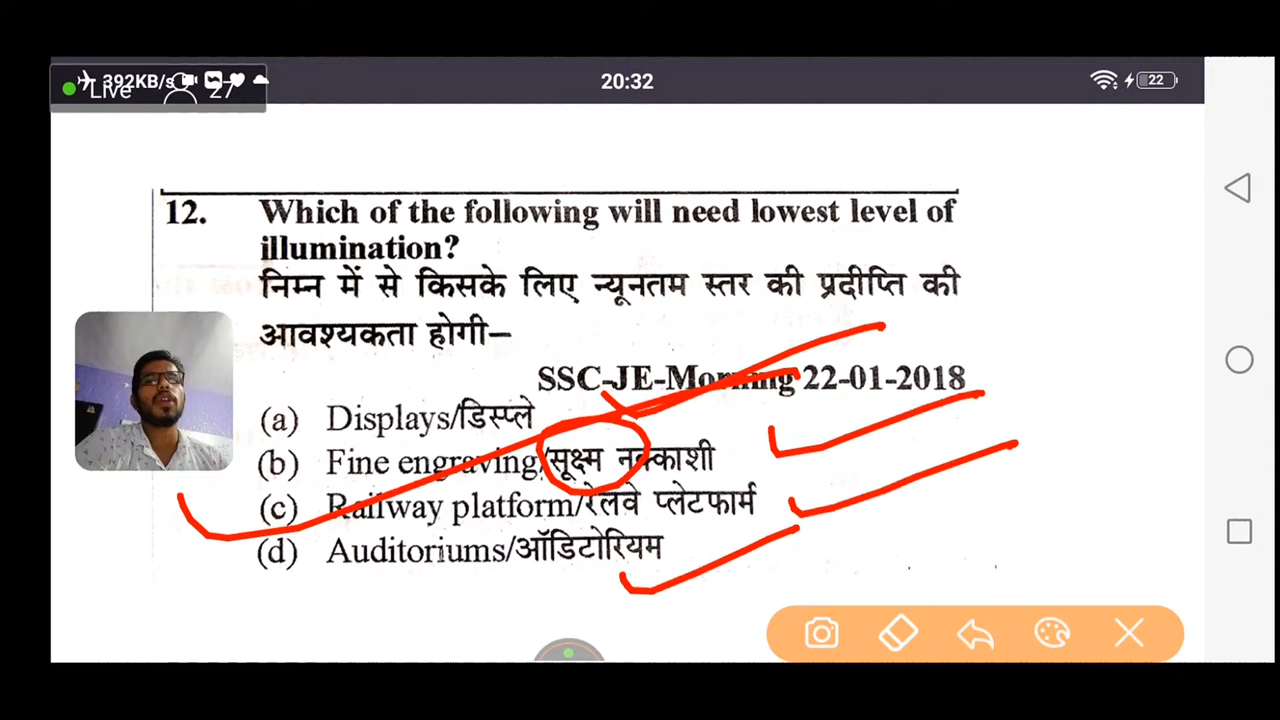 392KB/s 20:32 22
Live 27
12. Which of the following will need lowest level of
illumination?
निम्न में से किसके लिए न्यूनतम स्तर की प्रदीप्ति की
आवश्यकता होगी–
SSC-JE-Morning 22-01-2018
(a) Displays/डिस्प्ले
(b) Fine engraving/सूक्ष्म नक्काशी
(c) Railway platform/रेलवे प्लेटफार्म
(d) Auditoriums/ऑडिटोरियम